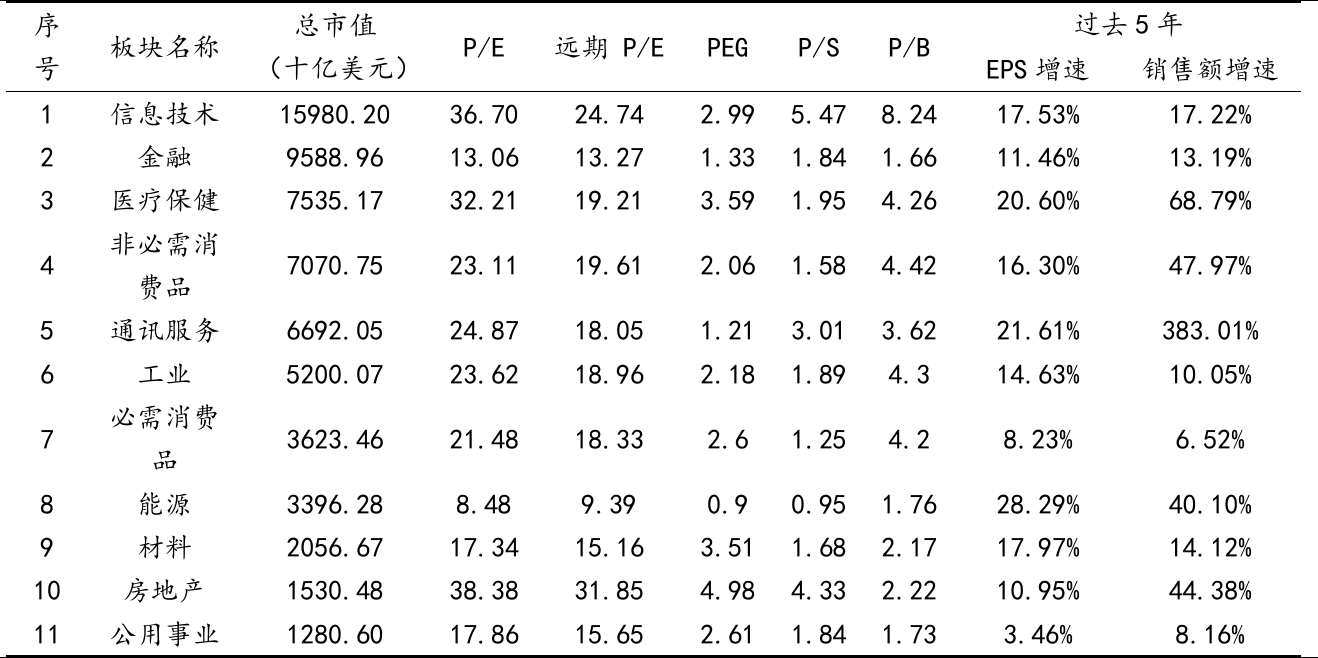 序号 板块名称 总市值（十亿美元） P/E 远期 P/E PEG P/S P/B 过去5年
EPS增速 销售额增速
1 信息技术 15980.20 36.70 24.74 2.99 5.47 8.24 17.53% 17.22%
2 金融 9588.96 13.06 13.27 1.33 1.84 1.66 11.46% 13.19%
3 医疗保健 7535.17 32.21 19.21 3.59 1.95 4.26 20.60% 68.79%
4 非必需消费品 7070.75 23.11 19.61 2.06 1.58 4.42 16.30% 47.97%
5 通讯服务 6692.05 24.87 18.05 1.21 3.01 3.62 21.61% 383.01%
6 工业 5200.07 23.62 18.96 2.18 1.89 4.3 14.63% 10.05%
7 必需消费品 3623.46 21.48 18.33 2.6 1.25 4.2 8.23% 6.52%
8 能源 3396.28 8.48 9.39 0.9 0.95 1.76 28.29% 40.10%
9 材料 2056.67 17.34 15.16 3.51 1.68 2.17 17.97% 14.12%
10 房地产 1530.48 38.38 31.85 4.98 4.33 2.22 10.95% 44.38%
11 公用事业 1280.60 17.86 15.65 2.61 1.84 1.73 3.46% 8.16%